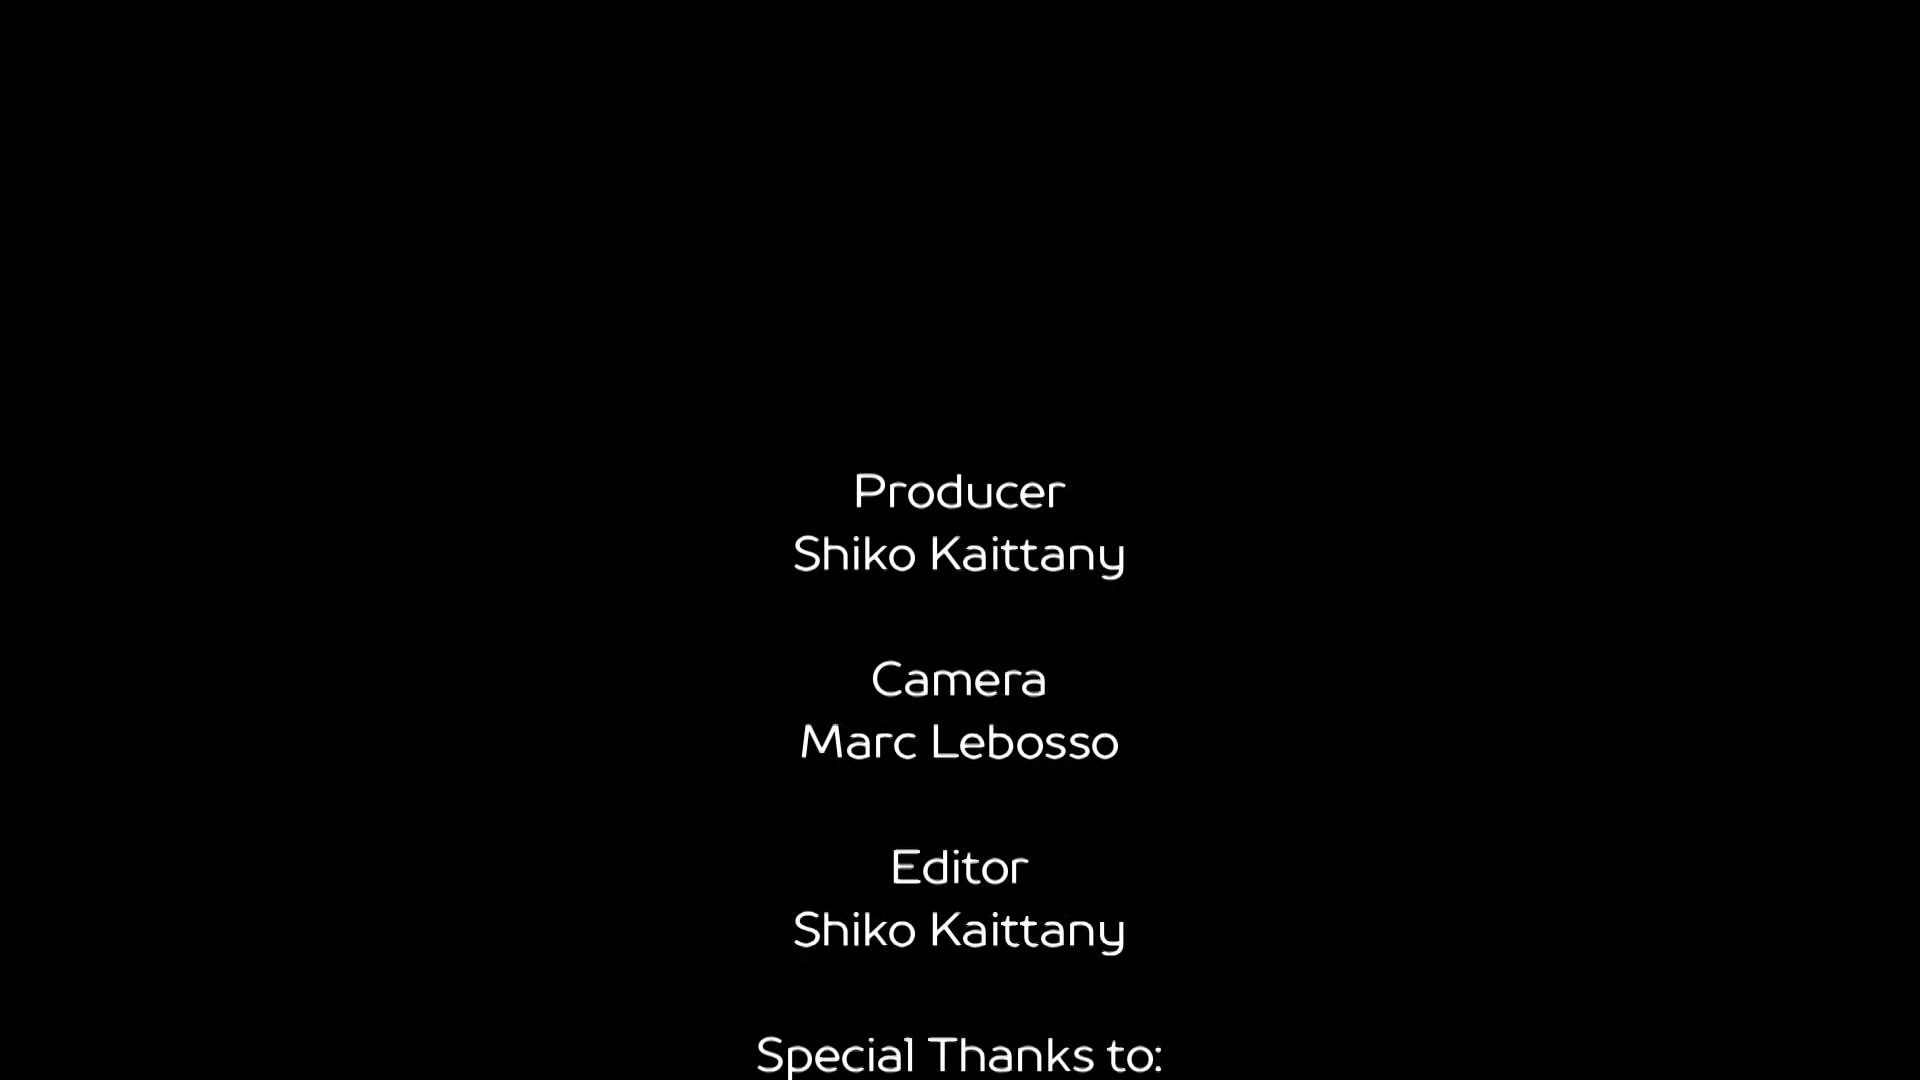 Producer
Shiko Kaittany
Camera
Marc Lebosso
Editor
Shiko Kaittany
Special Thanks to: